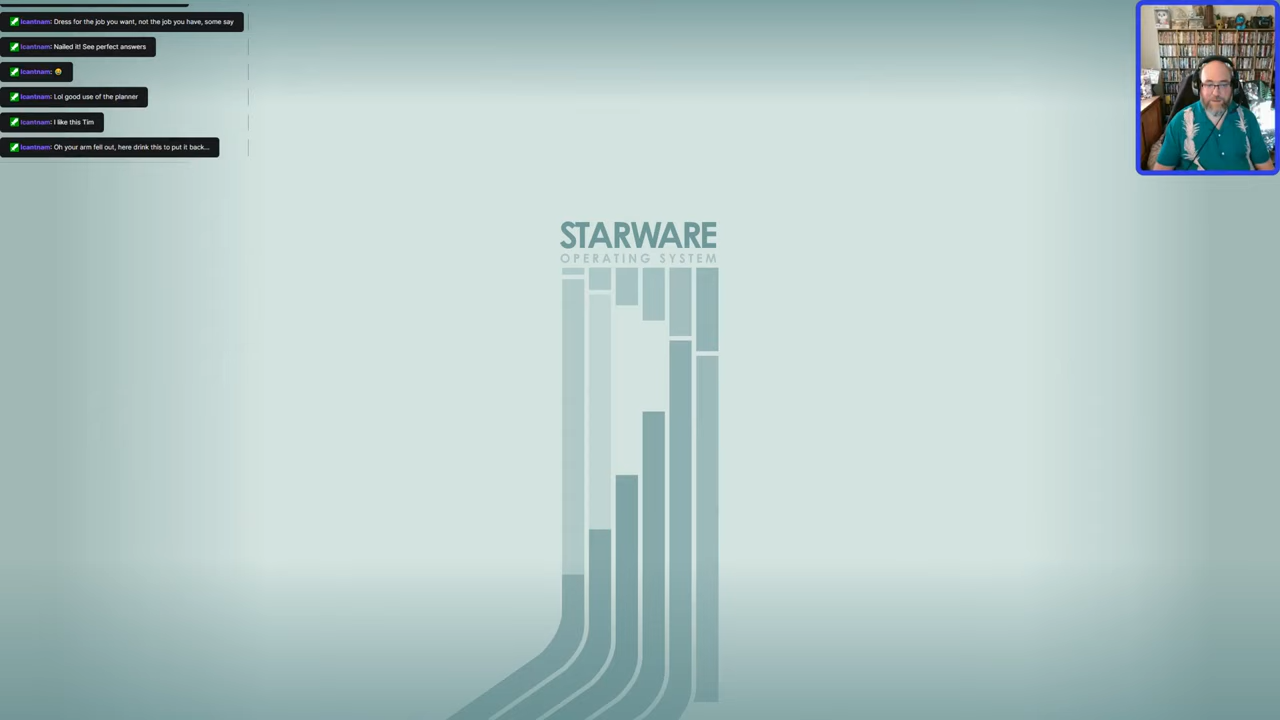 Icantnam: Dress for the job you want, not the job you have, some say
Icantnam: Nailed it! See perfect answers
Icantnam: 😆
Icantnam: Lol good use of the planner
Icantnam: I like this Tim
Icantnam: Oh your arm fell out, here drink this to put it back...
STARWARE
OPERATING SYSTEM